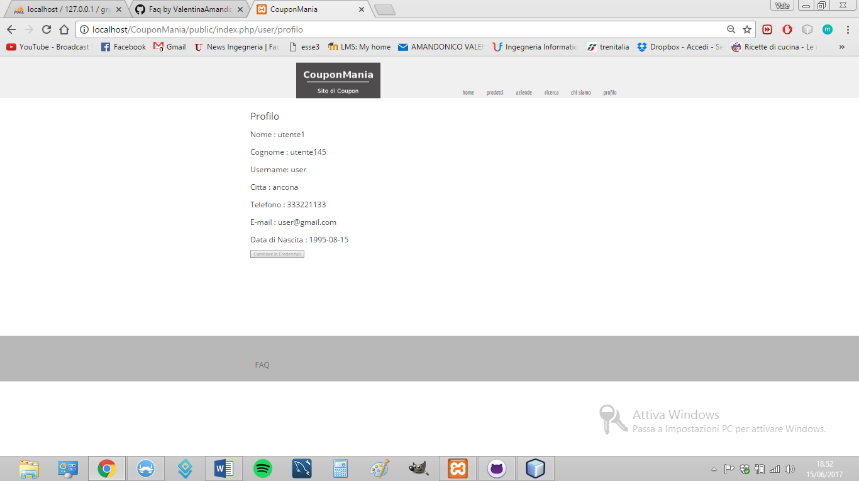 localhost / 127.0.0.1 / gr
Faq by ValentinaAmando
CouponMania
Vale
localhost/CouponMania/public/index.php/user/profilo
YouTube - Broadcast
Facebook
Gmail
News Ingegneria | Fa
esse3
LMS: My home
AMANDONICO VALE
Ingegneria Informatic
trenitalia
Dropbox - Accedi - Se
Ricette di cucina - Le
»
CouponMania
Sito di Coupon
home prodotti aziende ricerca chi siamo profilo
Profilo
Nome : utente1
Cognome : utente145
Username: user
Citta : ancona
Telefono : 333221133
E-mail : user@gmail.com
Data di Nascita : 1995-08-15
FAQ
Attiva Windows
Passa a Impostazioni PC per attivare Windows.
18.52
15/06/2017